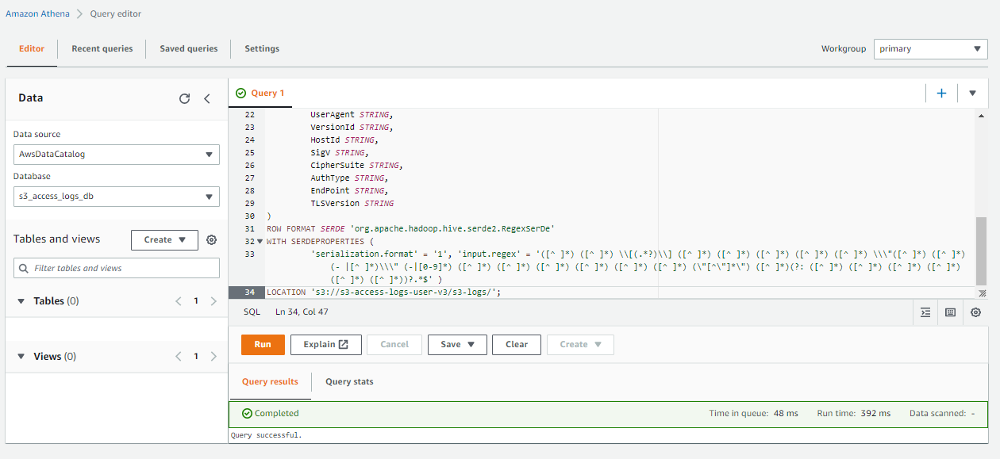 Amazon Athena > Query editor
Editor Recent queries Saved queries Settings
Workgroup primary
Data
Data source
AwsDataCatalog
Database
s3_access_logs_db
Tables and views Create
Filter tables and views
Tables (0) < 1 >
Views (0) < 1 >
Query 1
22 UserAgent STRING,
23 VersionId STRING,
24 HostId STRING,
25 SigV STRING,
26 CipherSuite STRING,
27 AuthType STRING,
28 EndPoint STRING,
29 TLSVersion STRING
30 )
31 ROW FORMAT SERDE 'org.apache.hadoop.hive.serde2.RegexSerDe'
32 WITH SERDEPROPERTIES (
33 'serialization.format' = '1', 'input.regex' = '([^ ]*) ([^ ]*) \\[(.*?)\\] ([^ ]*) ([^ ]*) ([^ ]*) ([^ ]*) ([^ ]*) \\\"([^ ]*) ([^ ]*)
(- |[^ ]*)\\\\" (-|[0-9]*) ([^ ]*) ([^ ]*) ([^ ]*) ([^ ]*) ([^ ]*) ([^ ]*) (\"[^\"]*\") ([^ ]*)(?: ([^ ]*) ([^ ]*) ([^ ]*) ([^ ]*)
([^ ]*) ([^ ]*))?.*$' )
34 LOCATION 's3://s3-access-logs-user-v3/s3-logs/';
SQL Ln 34, Col 47
Run Explain Cancel Save Clear Create
Query results Query stats
Completed Time in queue: 48 ms Run time: 392 ms Data scanned: -
Query successful.